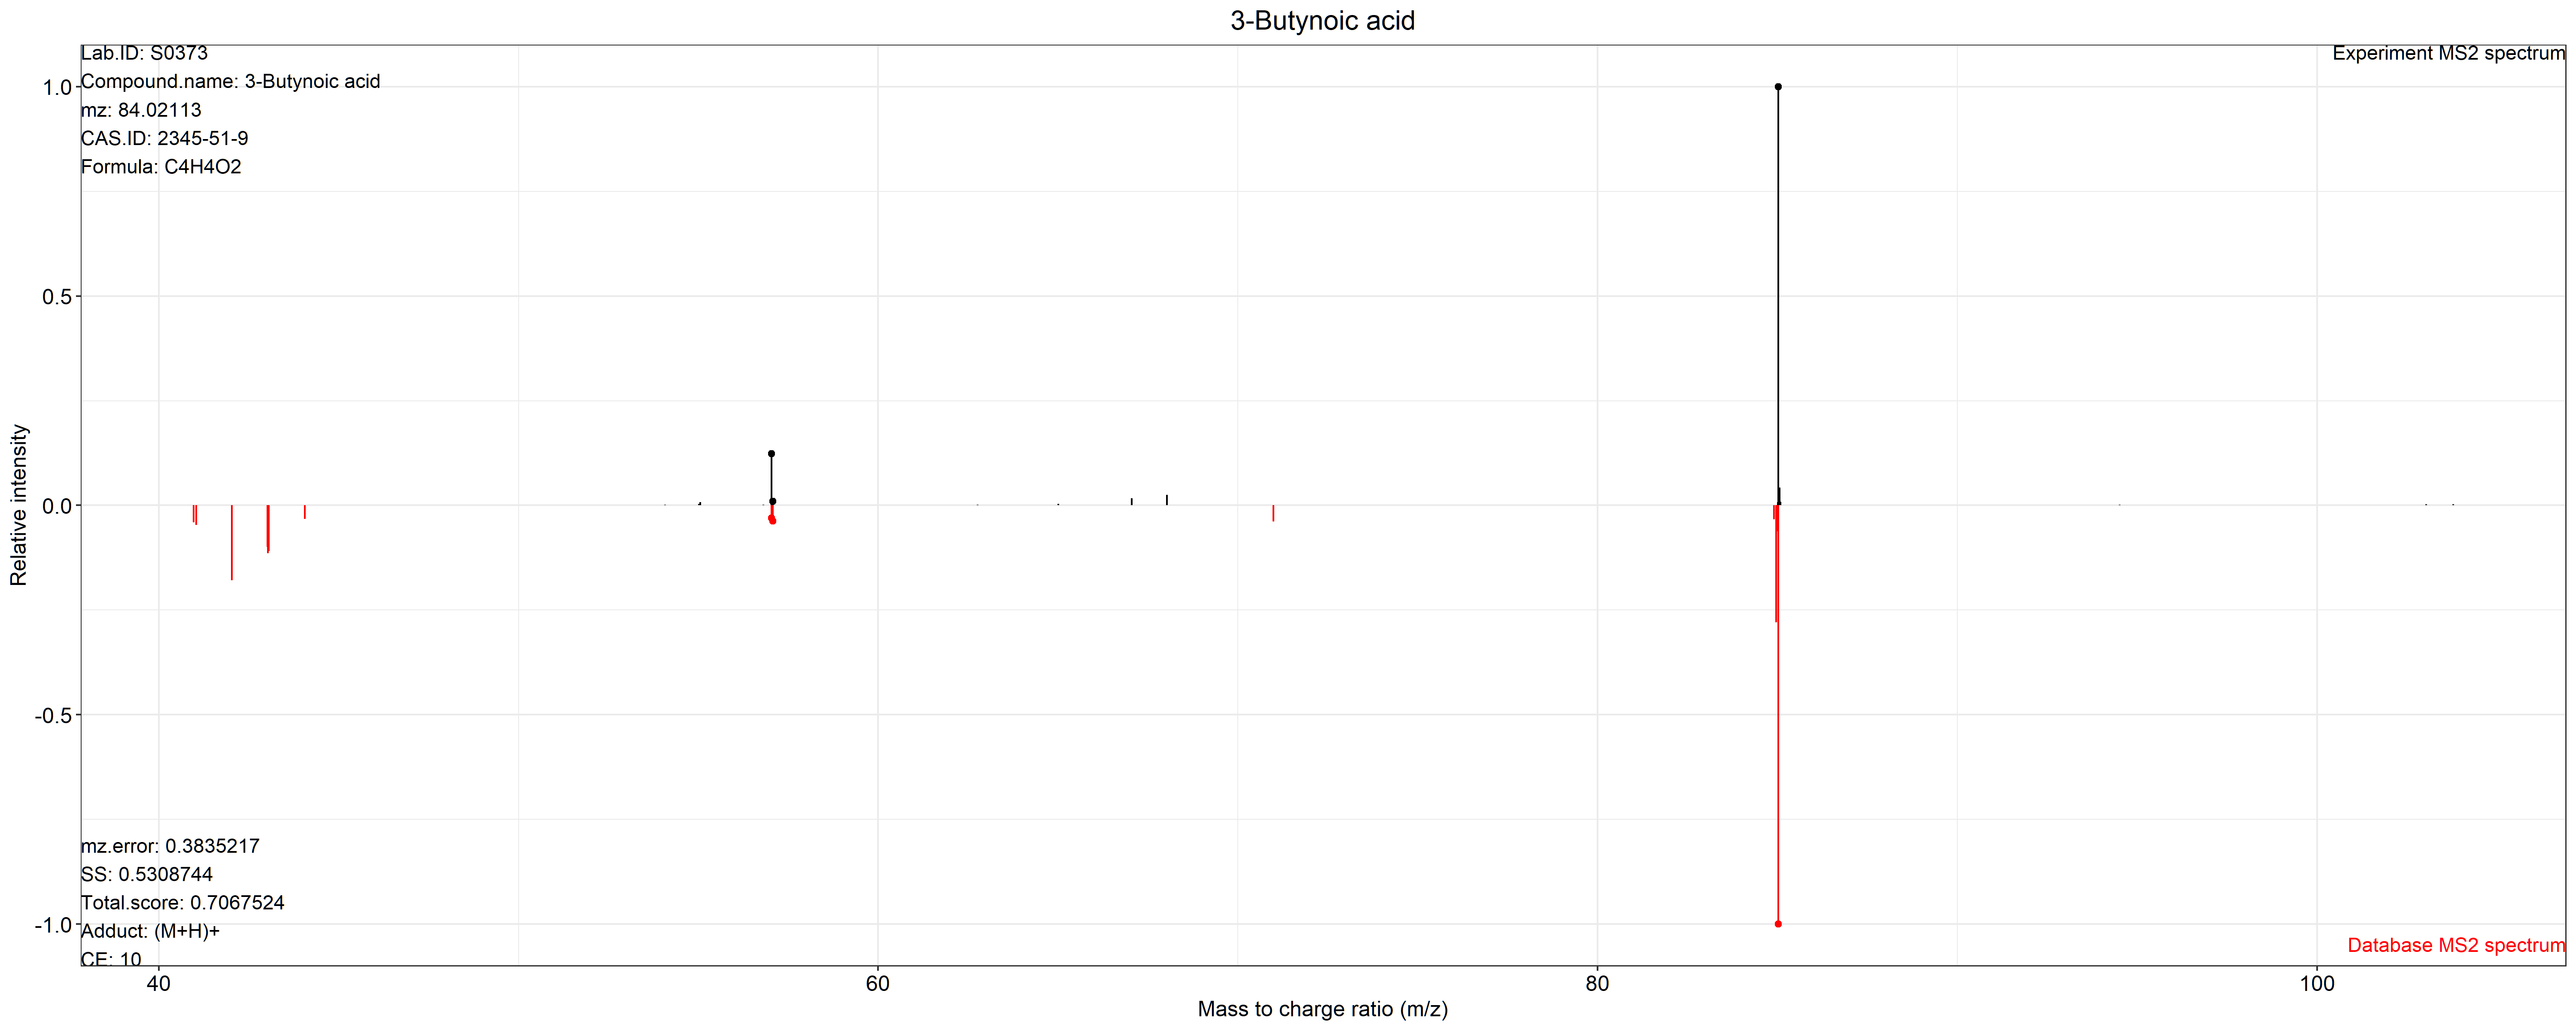 3-Butynoic acid
Lab.ID: S0373
Compound.name: 3-Butynoic acid
mz: 84.02113
CAS.ID: 2345-51-9
Formula: C4H4O2
Experiment MS2 spectrum
1.0
0.5
0.0
-0.5
-1.0
Relative intensity
mz.error: 0.3835217
SS: 0.5308744
Total.score: 0.7067524
Adduct: (M+H)+
CE: 10
Database MS2 spectrum
40
60
80
100
Mass to charge ratio (m/z)